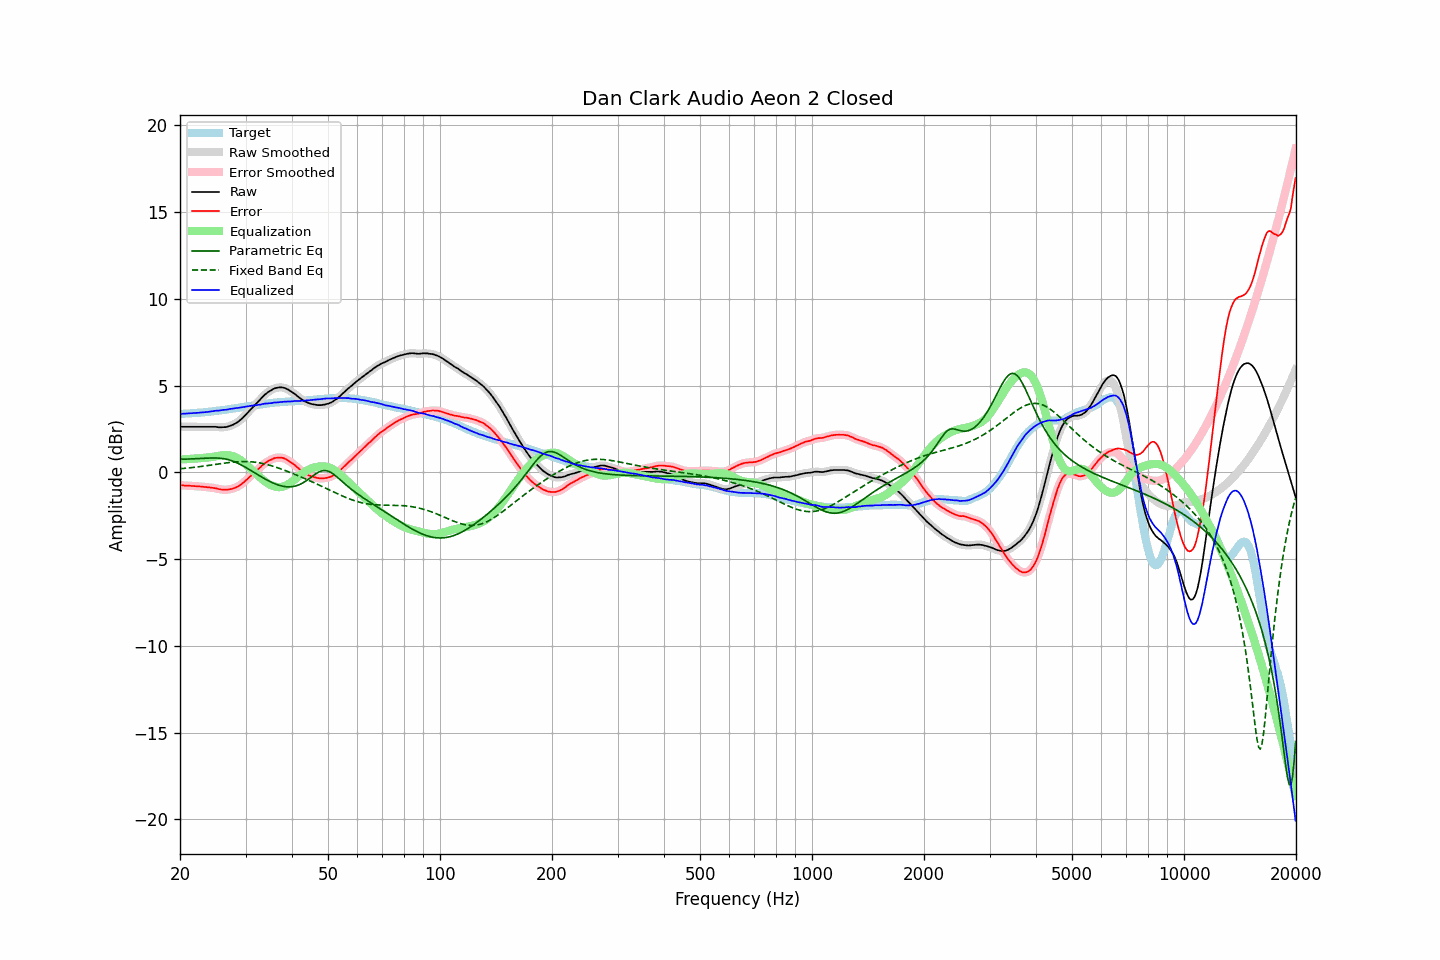 Dan Clark Audio Aeon 2 Closed
Target
Raw Smoothed
Error Smoothed
Raw
Error
Equalization
Parametric Eq
Fixed Band Eq
Equalized
20
15
10
5
0
−5
−10
−15
−20
Amplitude (dBr)
20 50 100 200 500 1000 2000 5000 10000 20000
Frequency (Hz)